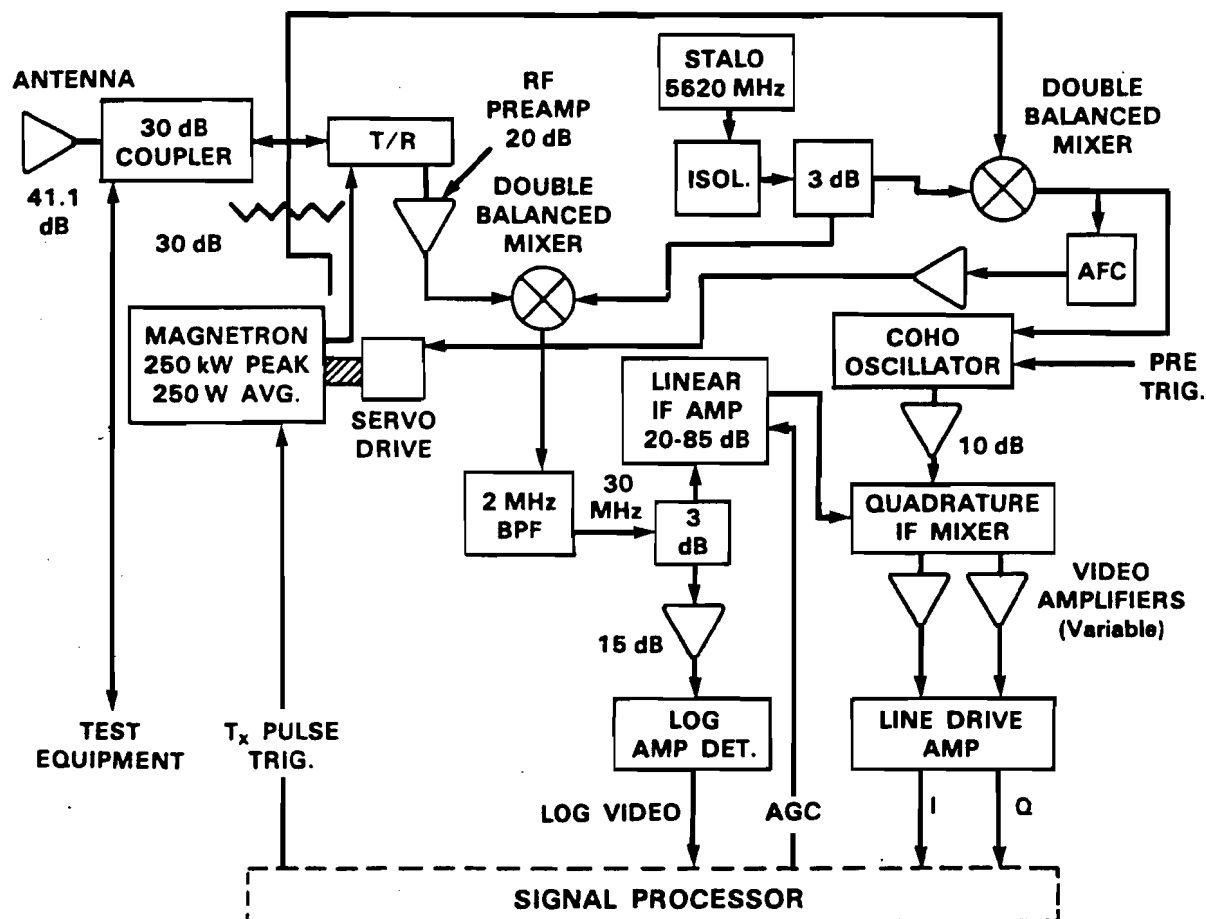 ANTENNA
41.1
dB
30 dB
COUPLER
T/R
RF
PREAMP
20 dB
STALO
5620 MHz
ISOL.
3 dB
DOUBLE
BALANCED
MIXER
DOUBLE
BALANCED
MIXER
30 dB
AFC
MAGNETRON
250 kW PEAK
250 W AVG.
SERVO
DRIVE
LINEAR
IF AMP
20-85 dB
COHO
OSCILLATOR
PRE
TRIG.
10 dB
2 MHz
BPF
30
MHz
3
dB
QUADRATURE
IF MIXER
VIDEO
AMPLIFIERS
(Variable)
15 dB
LOG
AMP DET.
LINE DRIVE
AMP
TEST
EQUIPMENT
Tx PULSE
TRIG.
LOG VIDEO
AGC
I
Q
SIGNAL PROCESSOR